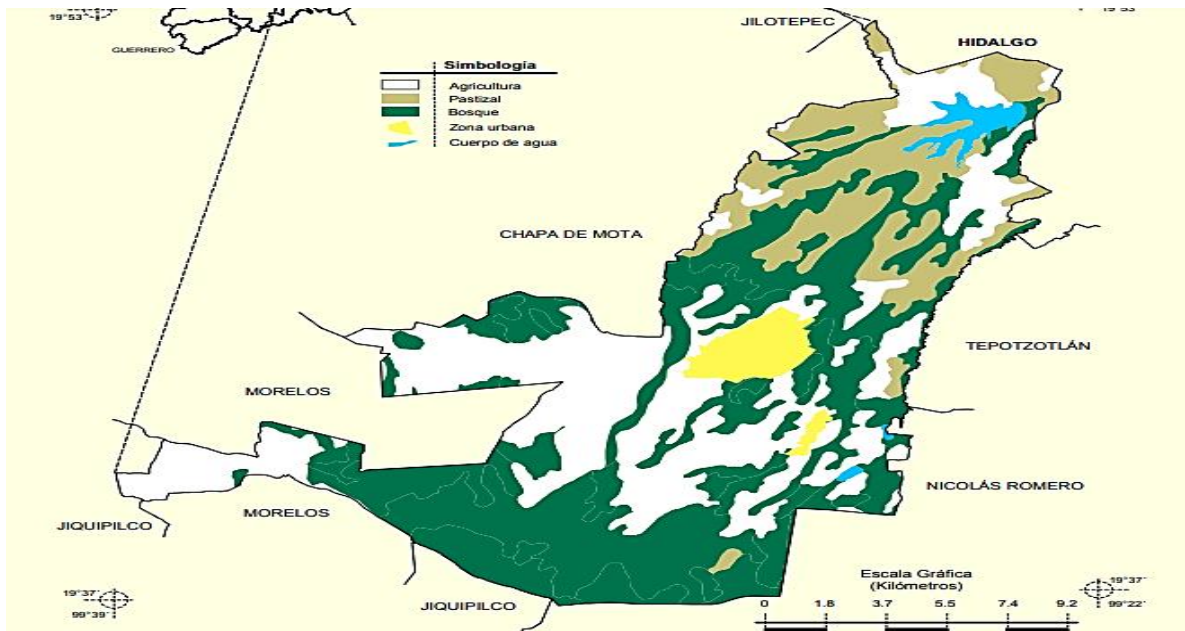 19°53'
19 53
JILOTEPEC
HIDALGO
GUERRERO
Simbología
Agricultura
Pastizal
Bosque
Zona urbana
Cuerpo de agua
CHAPA DE MOTA
TEPOTZOTLÁN
MORELOS
NICOLÁS ROMERO
MORELOS
JIQUIPILCO
JIQUIPILCO
19°37'
99°39'
Escala Gráfica
(Kilómetros)
0 1.8 3.7 5.5 7.4 9.2
19°37'
99°22'